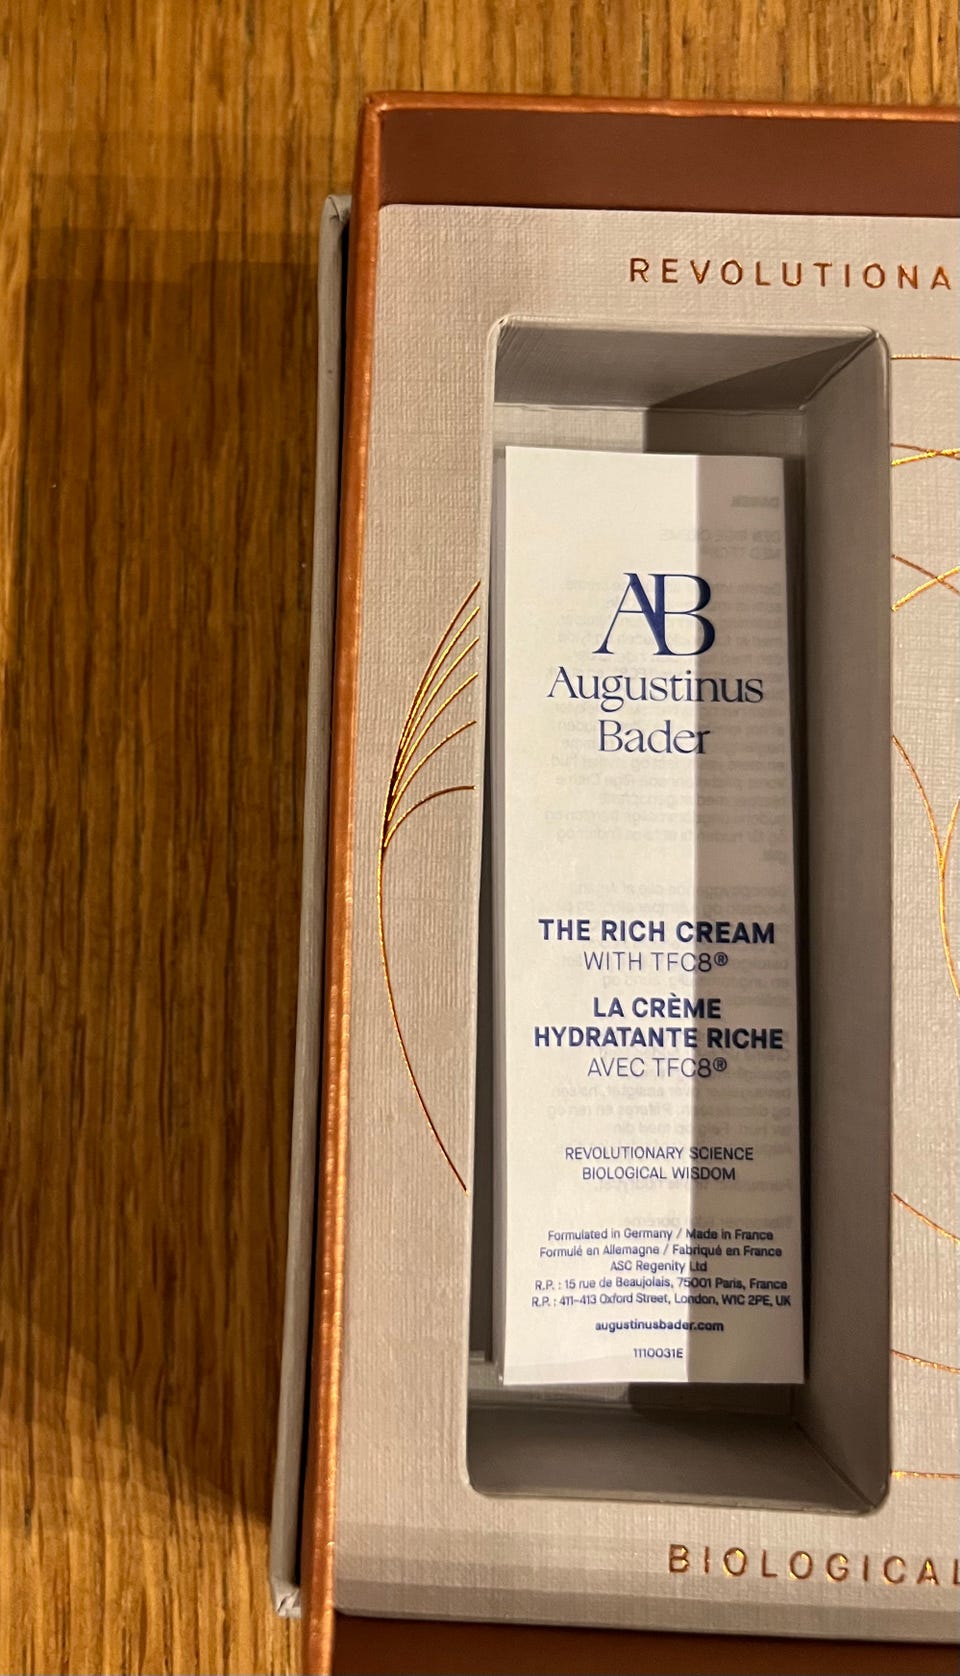 REVOLUTIONA
AB
Augustinus
Bader
THE RICH CREAM
WITH TFC8®
LA CRÈME
HYDRATANTE RICHE
AVEC TFC8®
REVOLUTIONARY SCIENCE
BIOLOGICAL WISDOM
Formulated in Germany / Made in France
Formulé en Allemagne / Fabriqué en France
ASC Regenity Ltd
R.P. : 15 rue de Beaujolais, 75001 Paris, France
R.P. : 411–413 Oxford Street, London, W1C 2PE, UK
augustinusbader.com
1110031E
BIOLOGICAL